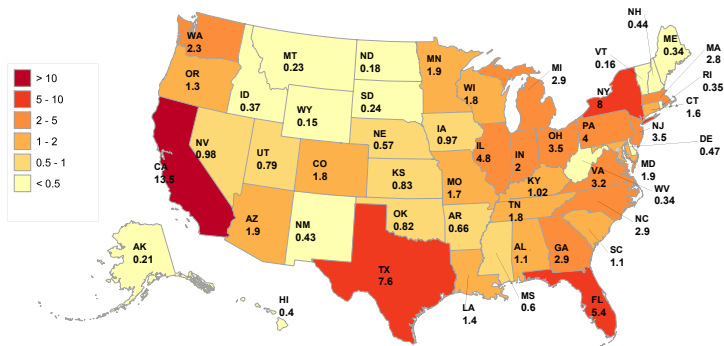 > 10
5 - 10
2 - 5
1 - 2
0.5 - 1
< 0.5
WA
2.3
OR
1.3
CA
13.5
NV
0.98
ID
0.37
MT
0.23
WY
0.15
UT
0.79
AZ
1.9
CO
1.8
NM
0.43
ND
0.18
SD
0.24
NE
0.57
KS
0.83
OK
0.82
TX
7.6
MN
1.9
IA
0.97
MO
1.7
AR
0.66
LA
1.4
WI
1.8
IL
4.8
MI
2.9
IN
2
OH
3.5
KY
1.02
TN
1.8
MS
0.6
AL
1.1
GA
2.9
FL
5.4
SC
1.1
NC
2.9
VA
3.2
WV
0.34
MD
1.9
DE
0.47
PA
4
NJ
3.5
NY
8
CT
1.6
RI
0.35
MA
2.8
VT
0.16
NH
0.44
ME
0.34
AK
0.21
HI
0.4